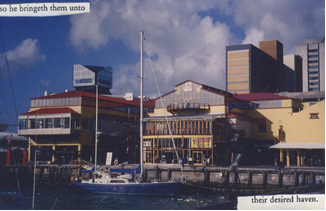 so he bringeth them unto
their desired haven.